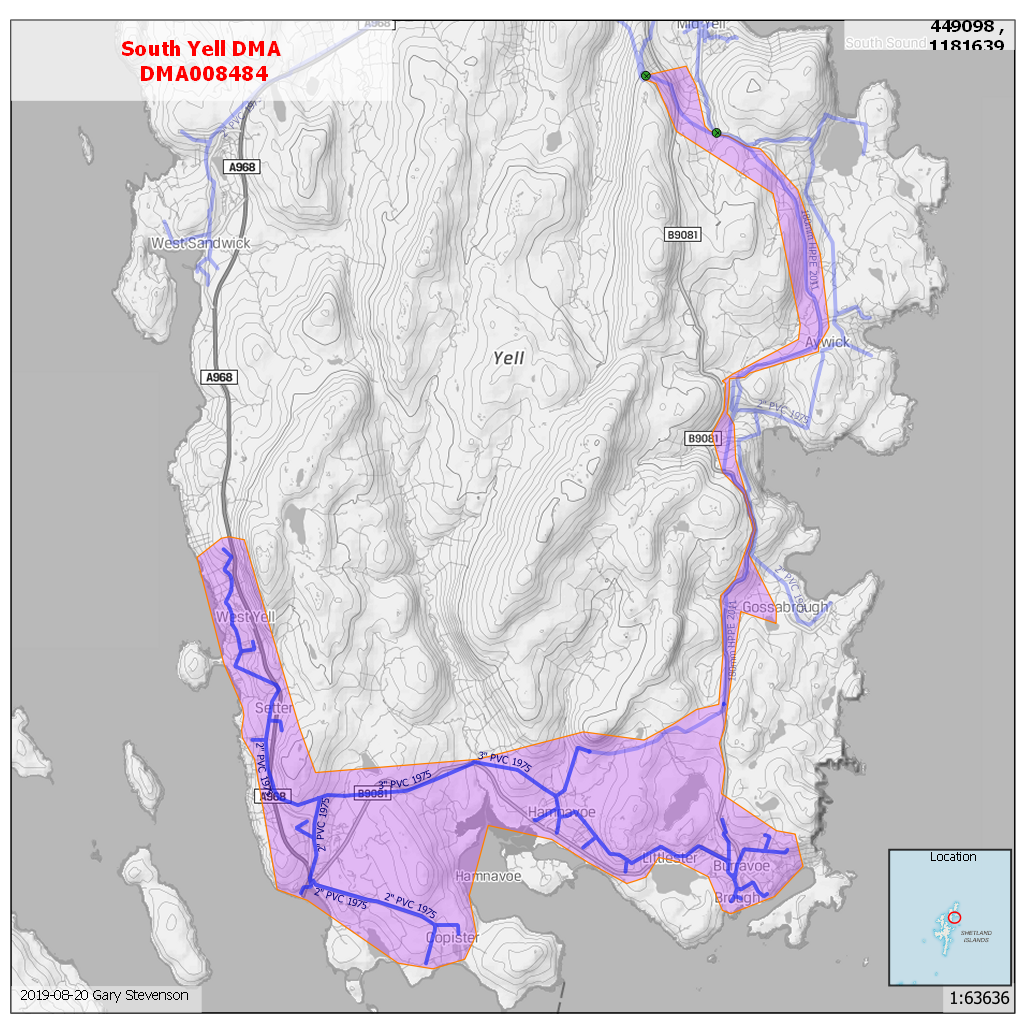 South Yell DMA
DMA008484
A968
Mid Yell
449098 ,
South Sound
1181639
A968
West Sandwick
B9081
180mm HPPE 2011
Yell
Aywick
A968
2" PVC 1975
B9081
2" PVC
Gossabrough
West Yell
180mm HPPE 2011
Setter
2" PVC 1975
3" PVC 1975
3" PVC 1975
A968
B9081
2" PVC 1975
Hamnavoe
Littlester
Burravoe
Hamnavoe
Brough
2" PVC 1975
2" PVC 1975
Copister
Location
SHETLAND
ISLANDS
2019-08-20 Gary Stevenson
1:63636